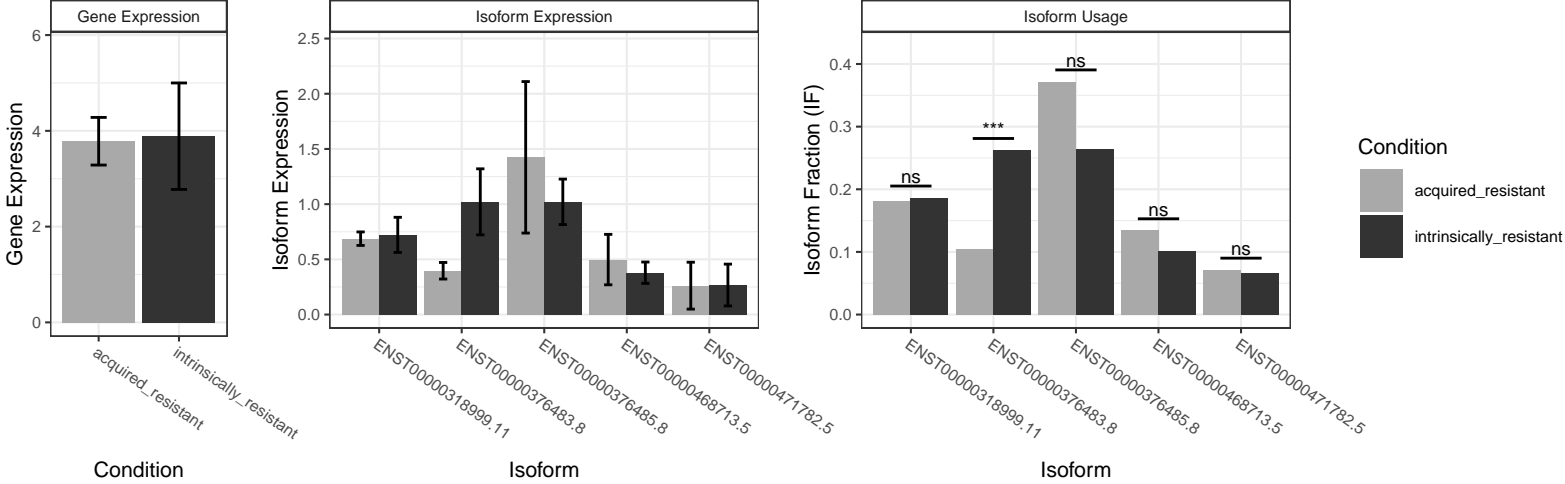 Gene Expression
Isoform Expression
Isoform Usage
Gene Expression
6
4
2
0
acquired_resistant
intrinsically_resistant
Condition
Isoform Expression
2.5
2.0
1.5
1.0
0.5
0.0
ENST00000318999.11
ENST00000376483.8
ENST00000376485.8
ENST00000468713.5
ENST00000471782.5
Isoform
Isoform Fraction (IF)
0.4
0.3
0.2
0.1
0.0
ns
***
ns
ns
ns
ENST00000318999.11
ENST00000376483.8
ENST00000376485.8
ENST00000468713.5
ENST00000471782.5
Isoform
Condition
acquired_resistant
intrinsically_resistant